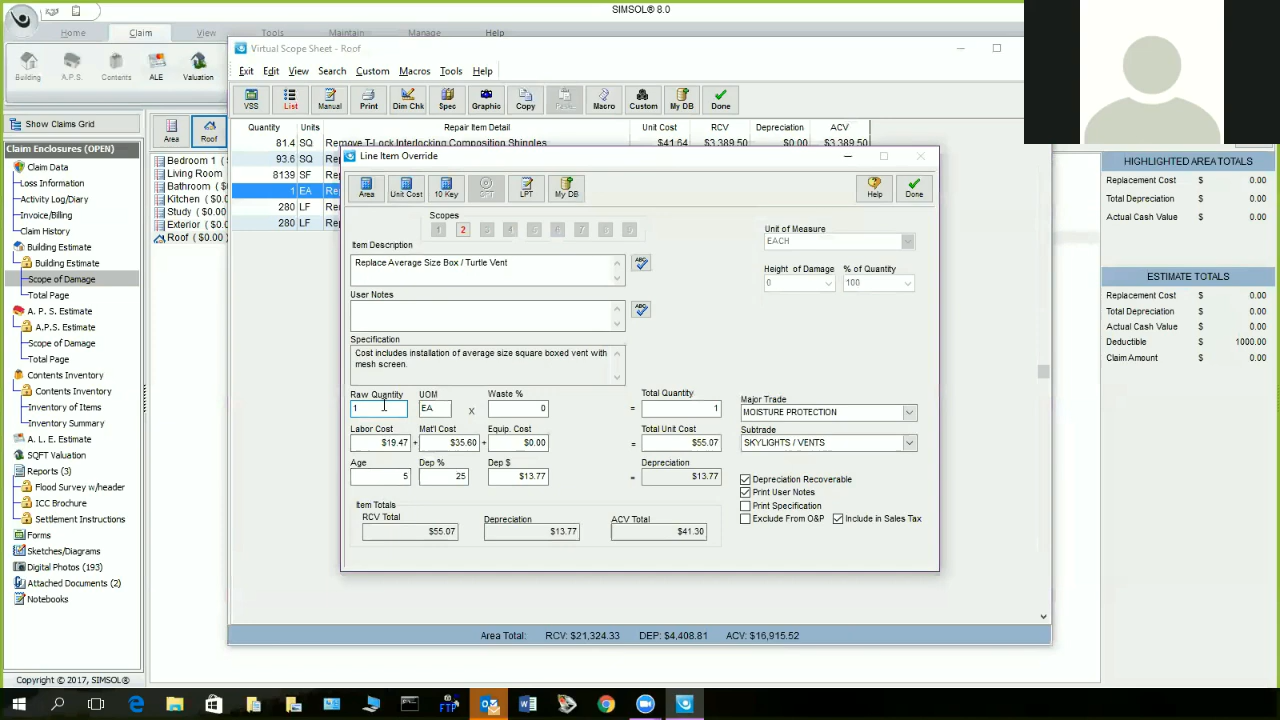 SIMSOL® 8.0
Home Claim View Tools Maintain Manage Help
Building A.P.S. Contents ALE Valuation
Show Claims Grid
Claim Enclosures (OPEN)
Claim Data
Loss Information
Activity Log/Diary
Invoice/Billing
Claim History
Building Estimate
Building Estimate
Scope of Damage
Total Page
A. P. S. Estimate
A.P.S. Estimate
Scope of Damage
Total Page
Contents Inventory
Contents Inventory
Inventory of Items
Inventory Summary
A. L. E. Estimate
SQFT Valuation
Reports (3)
Flood Survey w/header
ICC Browse
Settlement Instructions
Forms
Sketches/Diagrams
Digital Photos (193)
Attached Documents (2)
Notebooks
Copyright © 2017, SIMSOL®
Area Roof
Bedroom 1 (
Living Room
Bathroom (
Kitchen ($0.00)
Study ( $0.00)
Exterior ( $0.00)
Roof ($0.00)
Virtual Scope Sheet - Roof
Exit Edit View Search Custom Macros Tools Help
VSS List Manual Print Dim Chk Spec Graphic Copy Paste Macro Custom My DB Done
Quantity Units Repair Item Detail Unit Cost RCV Depreciation ACV
81.4 SQ Remove T-Lock Interlocking Composition Shingles $41.64 $3,389.50 $0.00 $3,389.50
93.6 SQ
8139 SF
1 EA
280 LF
280 LF
Line Item Override
Area Unit Cost 10 Key LPT My DB Help Done
Scopes
1 2 3 4 5 6 7 8 9
Item Description
Replace Average Size Box / Turtle Vent
ABC
User Notes
ABC
Specification
Cost includes installation of average size square boxed vent with
mesh screen.
Unit of Measure
EACH
Height of Damage % of Quantity
0 100
Raw Quantity UOM Waste % Total Quantity
1 EA X 0 = 1
Labor Cost Mat'l Cost Equip. Cost Total Unit Cost
$19.47 + $35.60 + $0.00 = $55.07
Age Dep % Dep $ Depreciation
5 25 $13.77 = $13.77
Item Totals
RCV Total Depreciation ACV Total
$55.07 $13.77 $41.30
Major Trade
MOISTURE PROTECTION
Subtrade
SKYLIGHTS / VENTS
Depreciation Recoverable
Print User Notes
Print Specification
Exclude From O&P Include in Sales Tax
Area Total: RCV: $21,324.33 DEP: $4,408.81 ACV: $16,915.52
HIGHLIGHTED AREA TOTALS
Replacement Cost $ 0.00
Total Depreciation $ 0.00
Actual Cash Value $ 0.00
ESTIMATE TOTALS
Replacement Cost $ 0.00
Total Depreciation $ 0.00
Actual Cash Value $ 0.00
Deductible $ 1000.00
Claim Amount $ 0.00
FTP